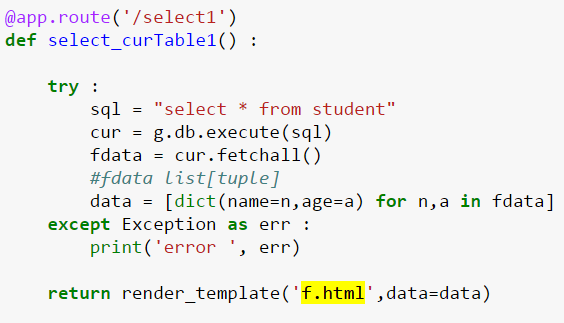 @app.route('/select1')
def select_curTable1() :
    try :
        sql = "select * from student"
        cur = g.db.execute(sql)
        fdata = cur.fetchall()
        #fdata list[tuple]
        data = [dict(name=n,age=a) for n,a in fdata]
    except Exception as err :
        print('error ', err)
    return render_template('f.html',data=data)